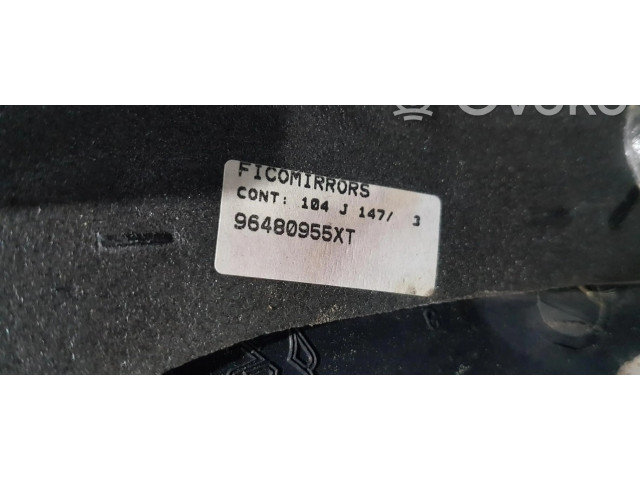 FICOMIRRORS
CONT: 104 J 147/ 3
96480955XT